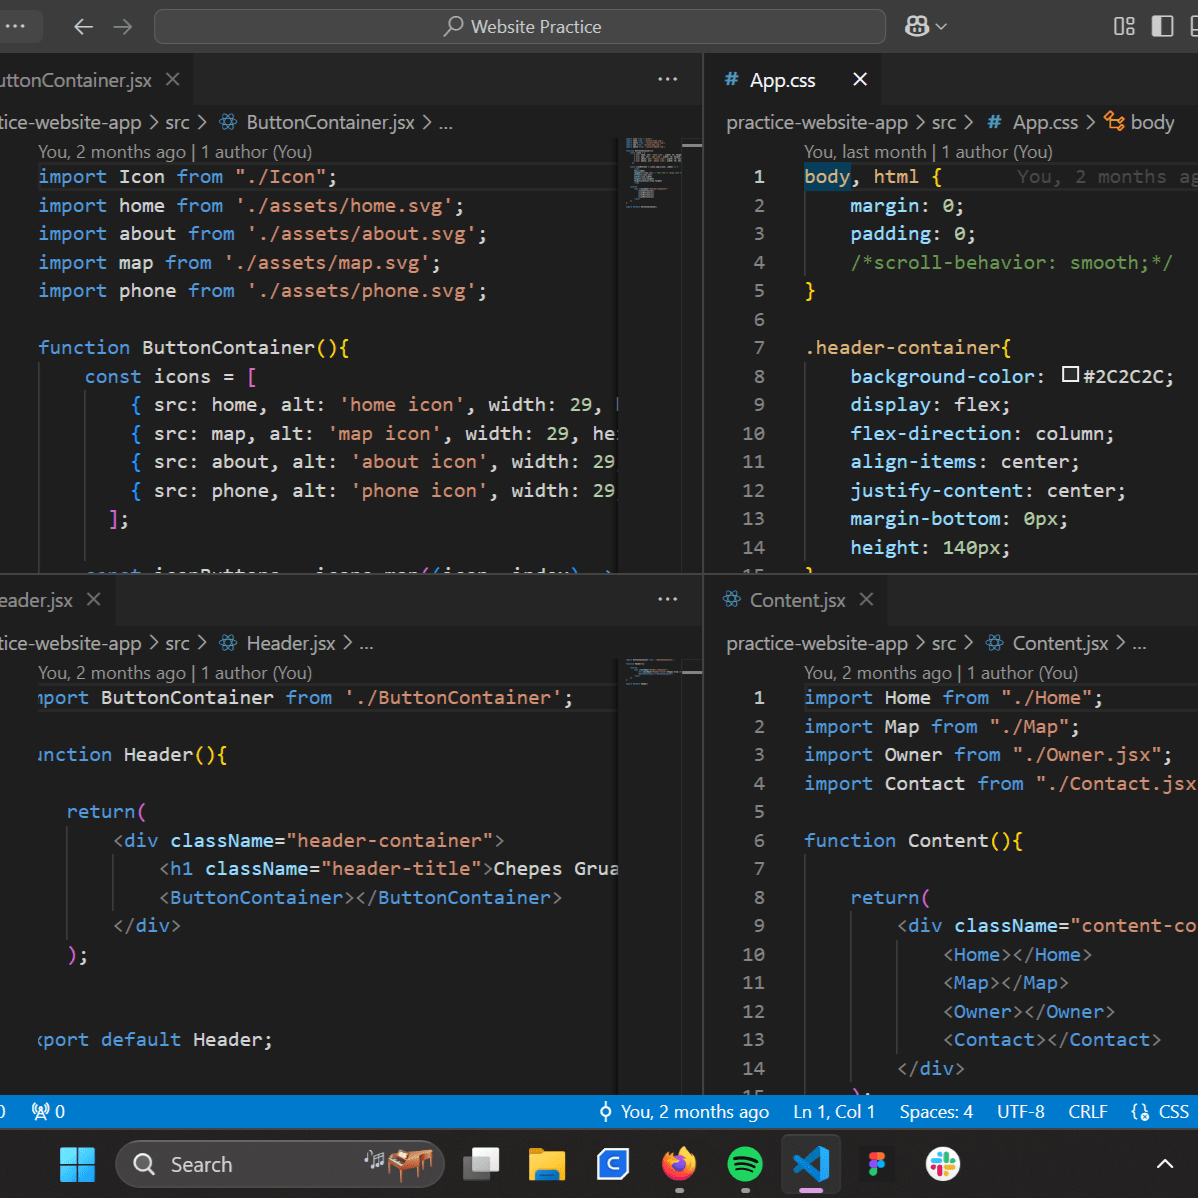 Website Practice
ButtonContainer.jsx
practice-website-app > src > ButtonContainer.jsx > ...
You, 2 months ago | 1 author (You)
import Icon from "./Icon";
import home from './assets/home.svg';
import about from './assets/about.svg';
import map from './assets/map.svg';
import phone from './assets/phone.svg';
function ButtonContainer(){
const icons = [
{ src: home, alt: 'home icon', width: 29,
{ src: map, alt: 'map icon', width: 29, hei
{ src: about, alt: 'about icon', width: 29
{ src: phone, alt: 'phone icon', width: 29
];
const iconButtons = icons.map((icon, index) =>
# App.css
practice-website-app > src > # App.css > body
You, last month | 1 author (You)
1 body, html { You, 2 months ag
2 margin: 0;
3 padding: 0;
4 /*scroll-behavior: smooth;*/
5 }
6
7 .header-container{
8 background-color: #2C2C2C;
9 display: flex;
10 flex-direction: column;
11 align-items: center;
12 justify-content: center;
13 margin-bottom: 0px;
14 height: 140px;
15 }
eader.jsx
tice-website-app > src > Header.jsx > ...
You, 2 months ago | 1 author (You)
mport ButtonContainer from './ButtonContainer';
unction Header(){
return(
<div className="header-container">
<h1 className="header-title">Chepes Grua
<ButtonContainer></ButtonContainer>
</div>
);
xport default Header;
Content.jsx
practice-website-app > src > Content.jsx > ...
You, 2 months ago | 1 author (You)
1 import Home from "./Home";
2 import Map from "./Map";
3 import Owner from "./Owner.jsx";
4 import Contact from "./Contact.jsx
5
6 function Content(){
7
8 return(
9 <div className="content-co
10 <Home></Home>
11 <Map></Map>
12 <Owner></Owner>
13 <Contact></Contact>
14 </div>
15 );
0 0 You, 2 months ago Ln 1, Col 1 Spaces: 4 UTF-8 CRLF CSS
Search